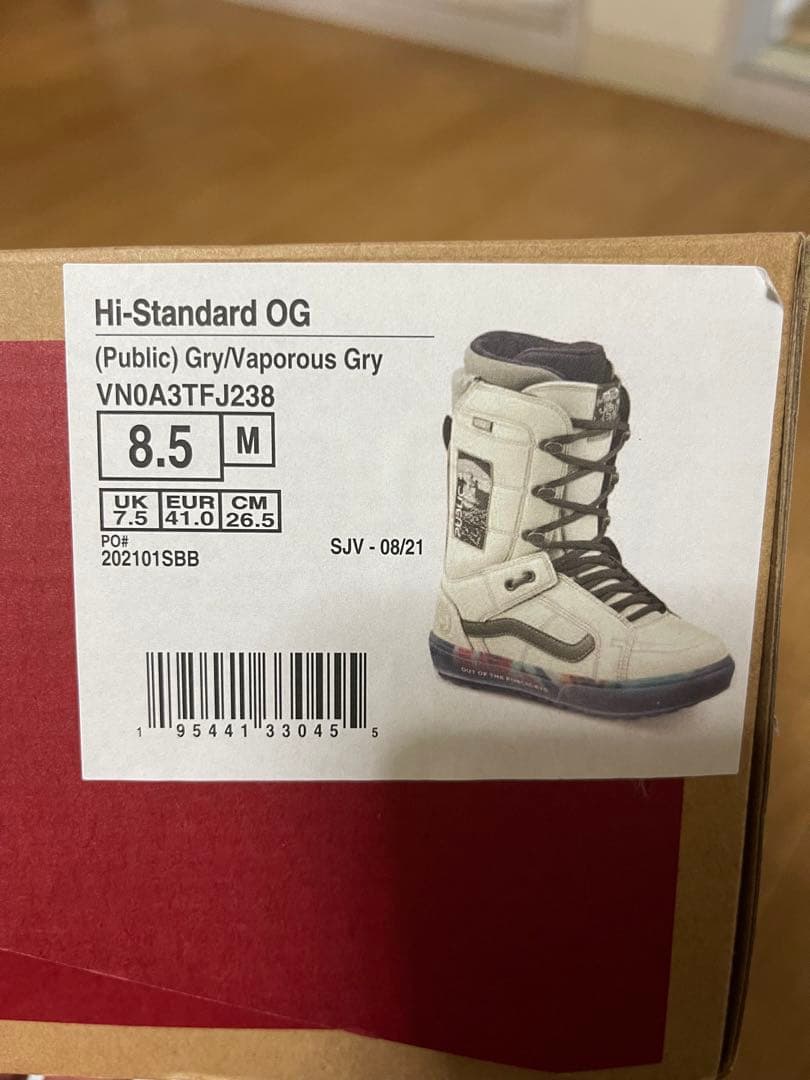 Hi-Standard OG
(Public) Gry/Vaporous Gry
VN0A3TFJ238
8.5 M
UK EUR CM
7.5 41.0 26.5
PO#
202101SBB
SJV - 08/21
1 95441 33045 5
PUBLIC